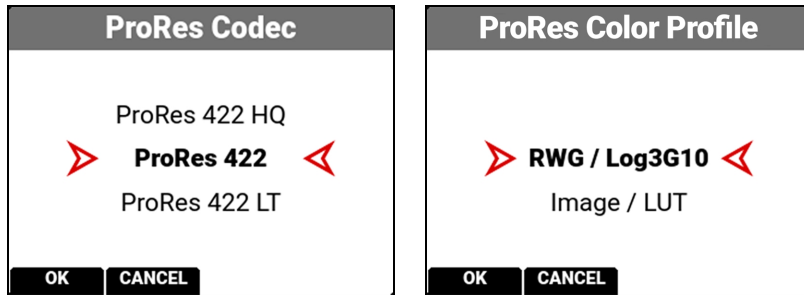 ProRes Codec
ProRes 422 HQ
ProRes 422
ProRes 422 LT
OK CANCEL
ProRes Color Profile
RWG / Log3G10
Image / LUT
OK CANCEL